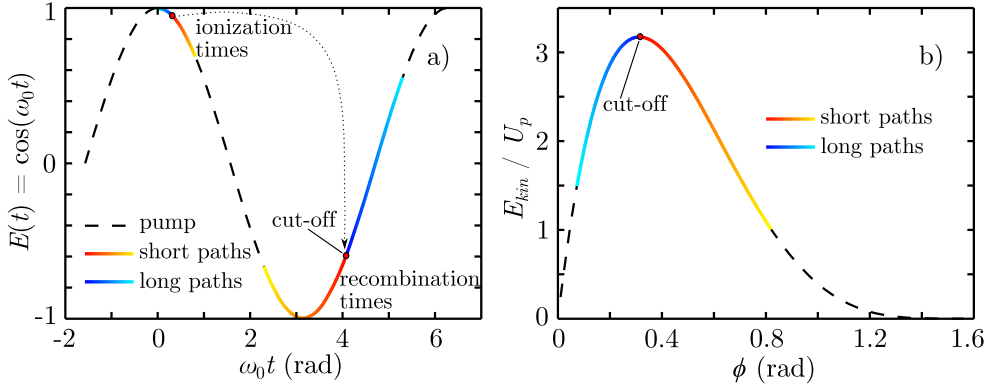 1
0
-1
E(t) = cos(ω₀t)
ionization
times
a)
cut-off
pump
short paths
long paths
recombination
times
-2
0
2
4
6
ω₀t (rad)
3
2
1
0
E_kin / U_p
b)
cut-off
short paths
long paths
0
0.4
0.8
1.2
1.6
ϕ (rad)